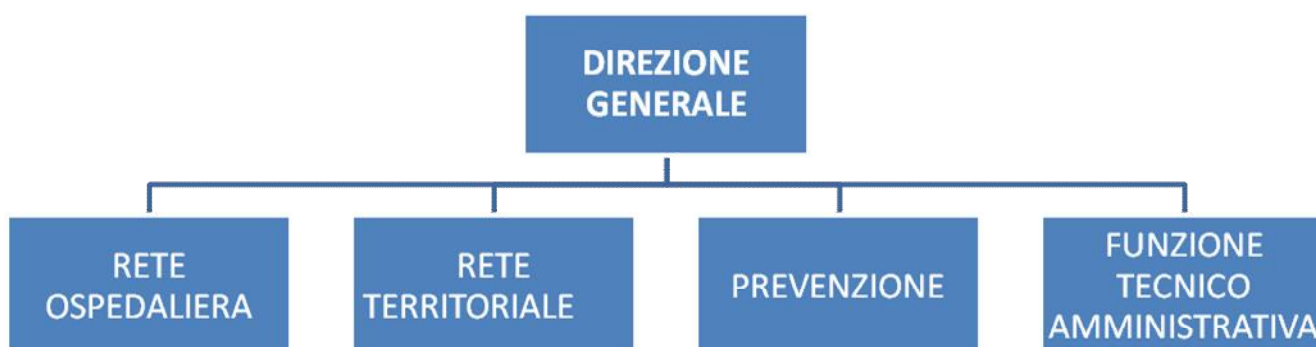 DIREZIONE
GENERALE
RETE
OSPEDALIERA
RETE
TERRITORIALE
PREVENZIONE
FUNZIONE
TECNICO
AMMINISTRATIVA